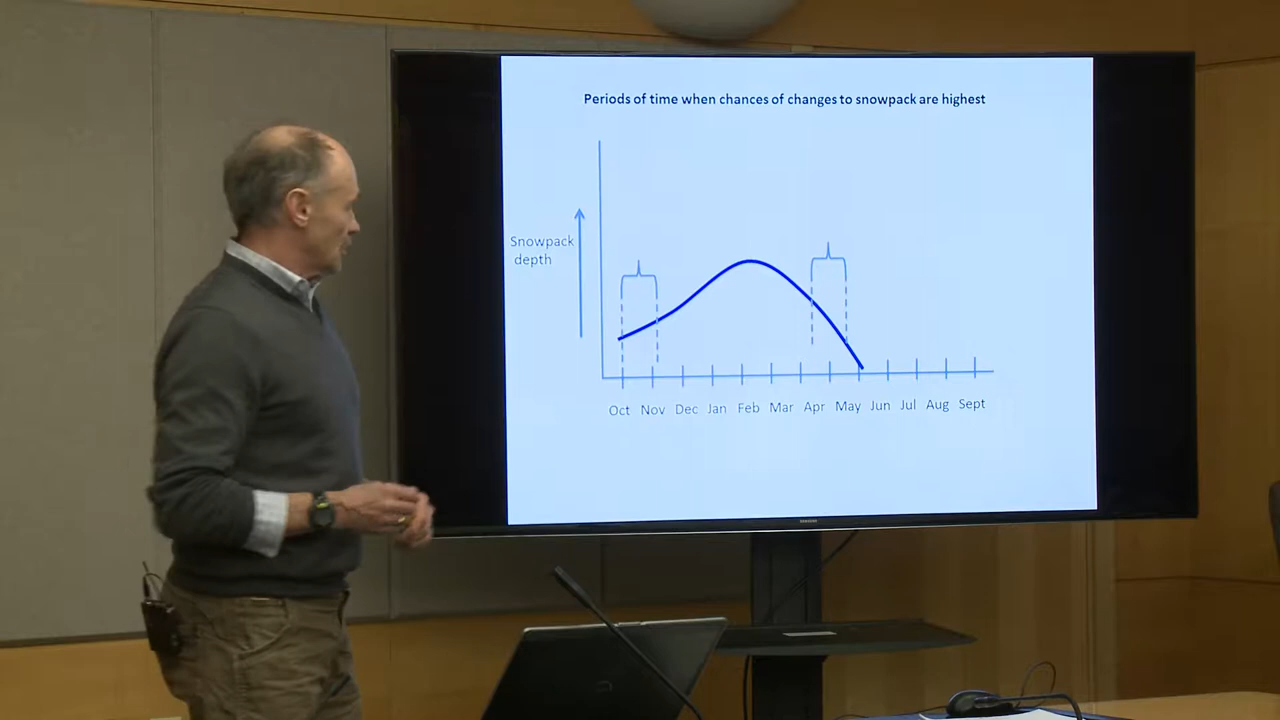 Periods of time when chances of changes to snowpack are highest
Snowpack
depth
Oct Nov Dec Jan Feb Mar Apr May Jun Jul Aug Sept
SAMSUNG